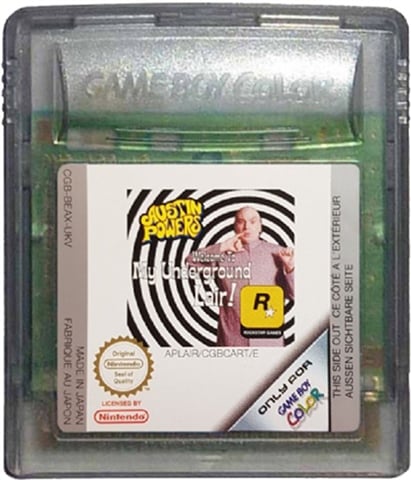 GAME BOY COLOR
CGB-BFAX-UKV
MADE IN JAPAN
FABRIQUÉ AU JAPON
AUSTIN
POWERS
Welcome To
My Underground
Lair!
R
ROCKSTAR GAMES
APLAIR/CGBCART/E
Original
Nintendo
Seal of
Quality
LICENSED BY
Nintendo
ONLY FOR
GAME BOY
COLOR
THIS SIDE OUT CE CÔTÉ À L'EXTÉRIEUR
AUSSEN SICHTBARE SEITE